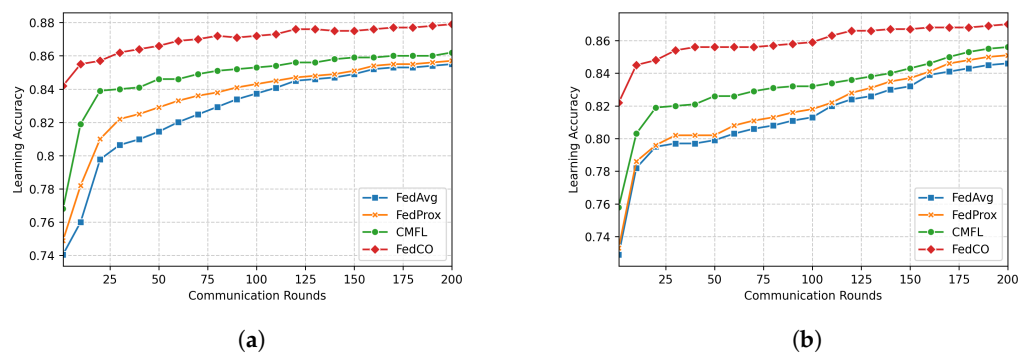 0.88
0.86
0.84
0.82
0.8
0.78
0.76
0.74
Learning Accuracy
25 50 75 100 125 150 175 200
Communication Rounds
FedAvg
FedProx
CMFL
FedCO
(a)
0.86
0.84
0.82
0.80
0.78
0.76
0.74
Learning Accuracy
25 50 75 100 125 150 175 200
Communication Rounds
FedAvg
FedProx
CMFL
FedCO
(b)